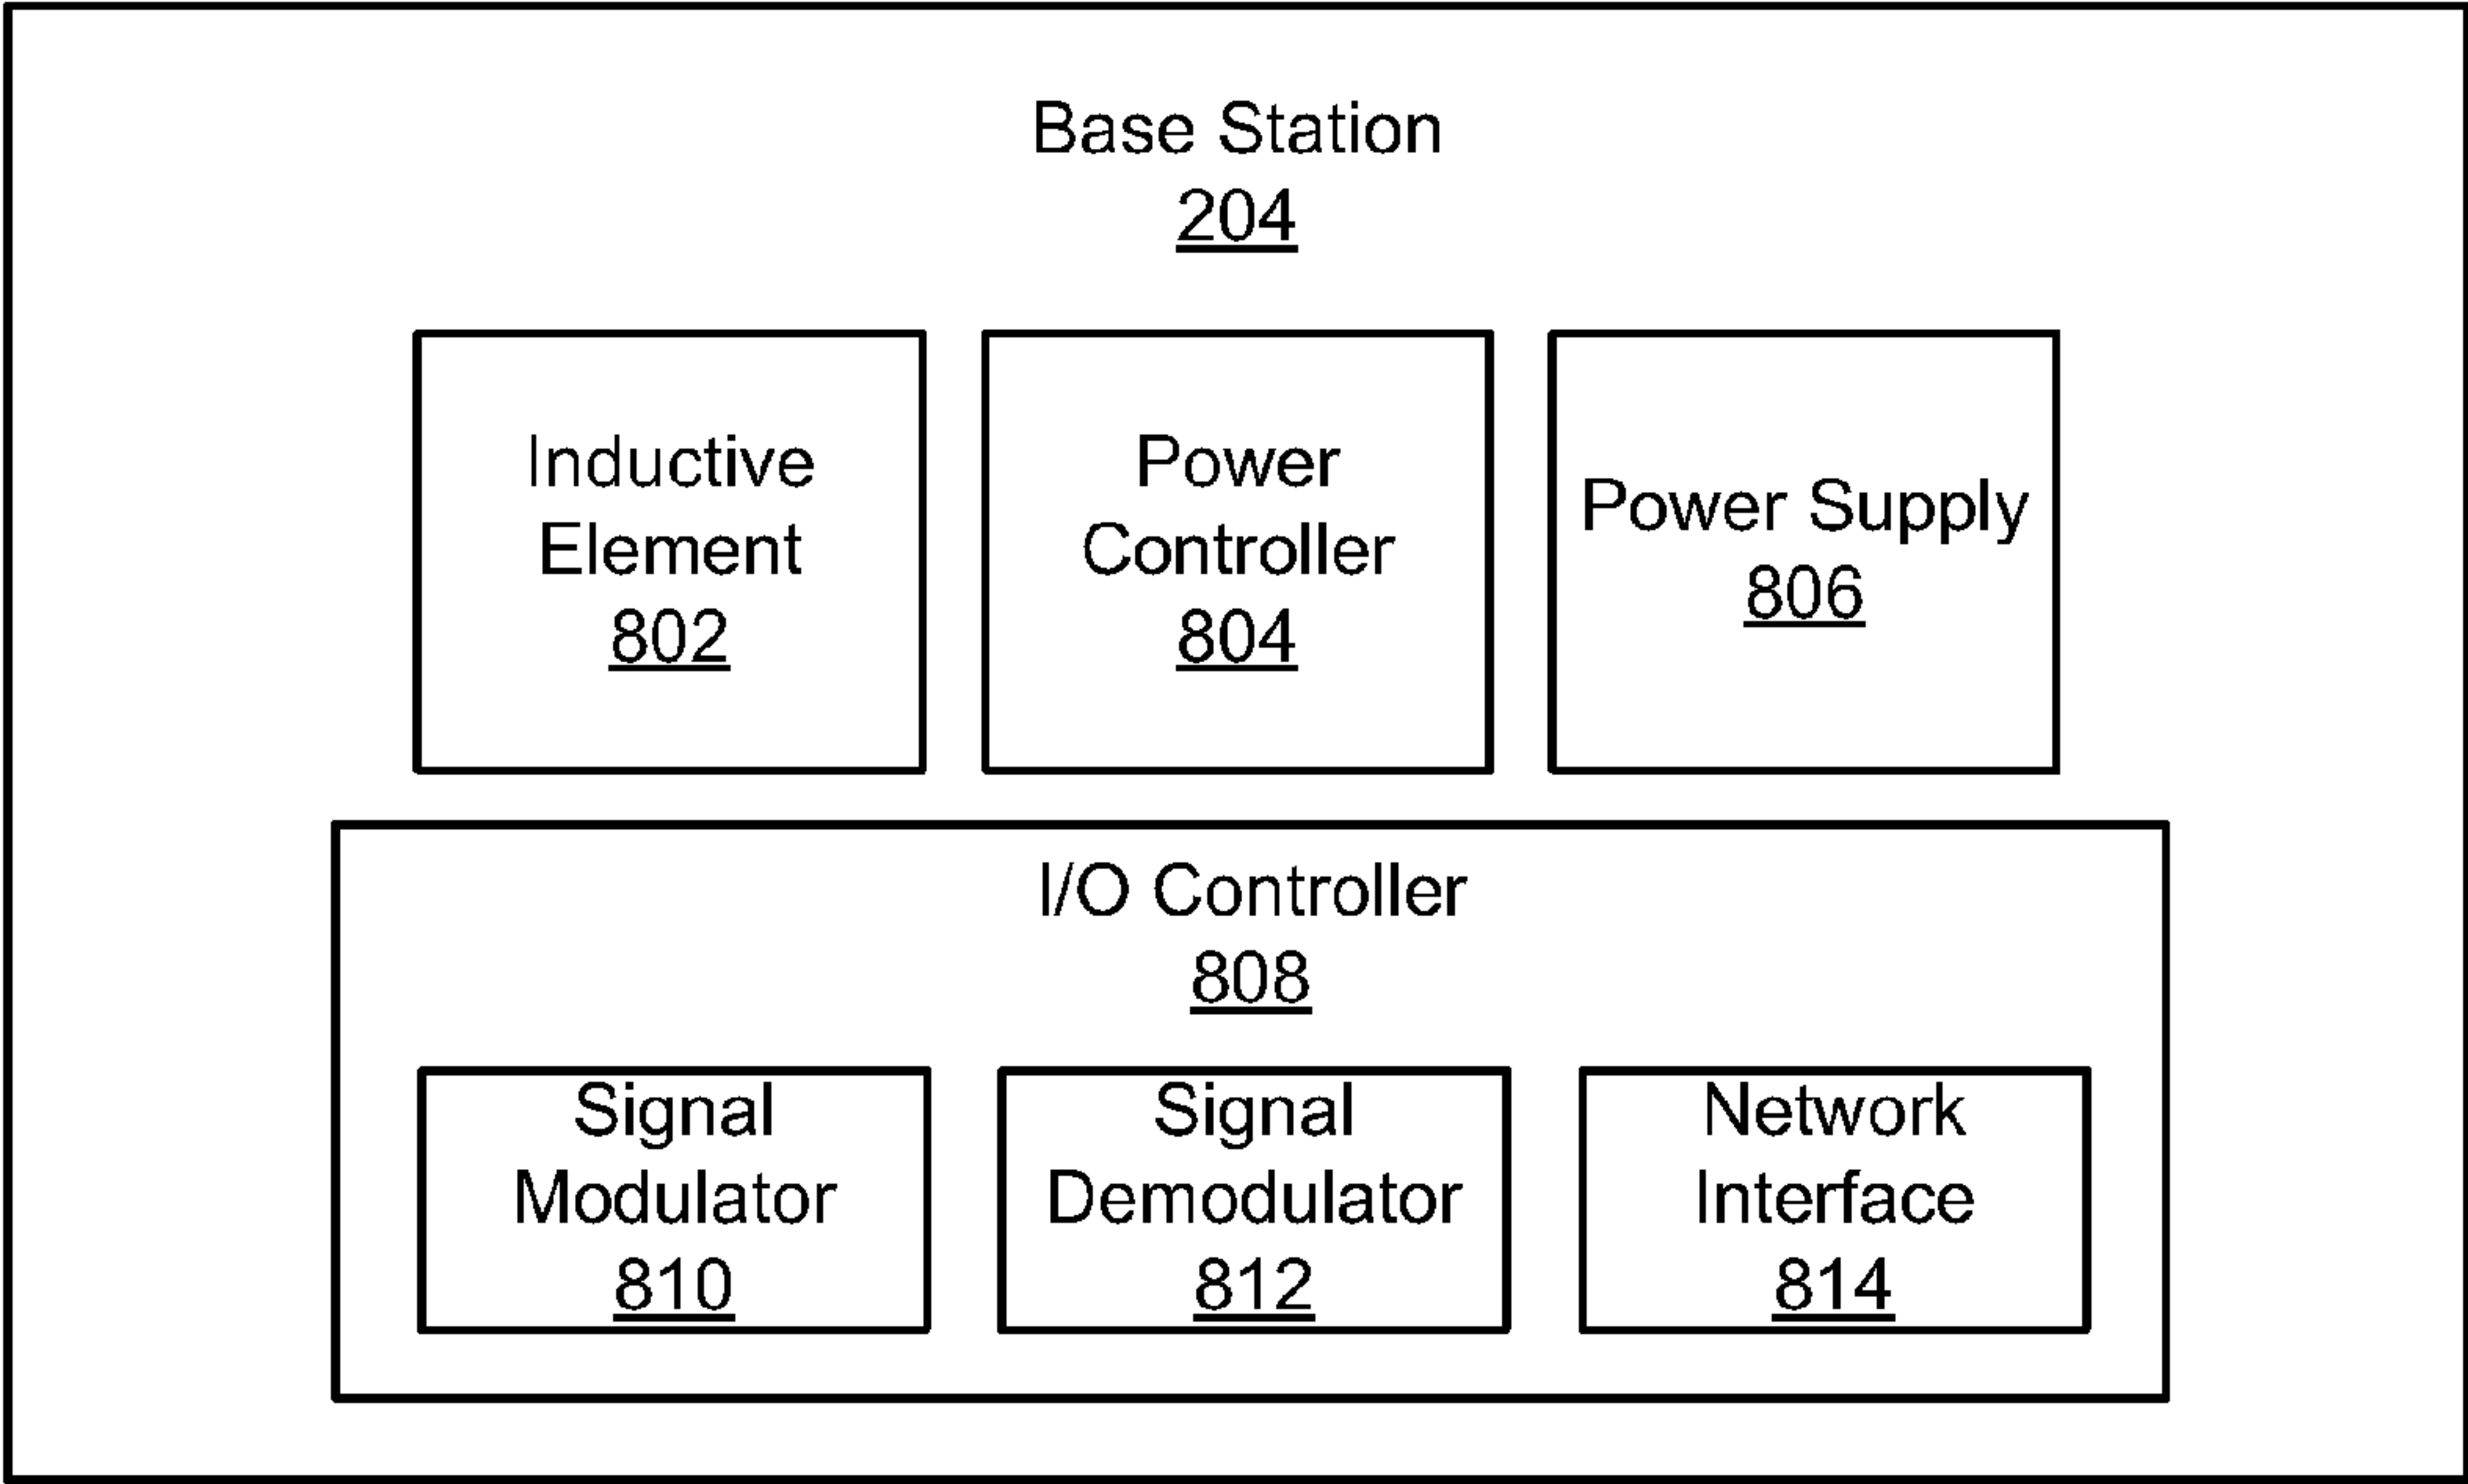 Base Station
204
Inductive
Element
802
Power
Controller
804
Power Supply
806
I/O Controller
808
Signal
Modulator
810
Signal
Demodulator
812
Network
Interface
814